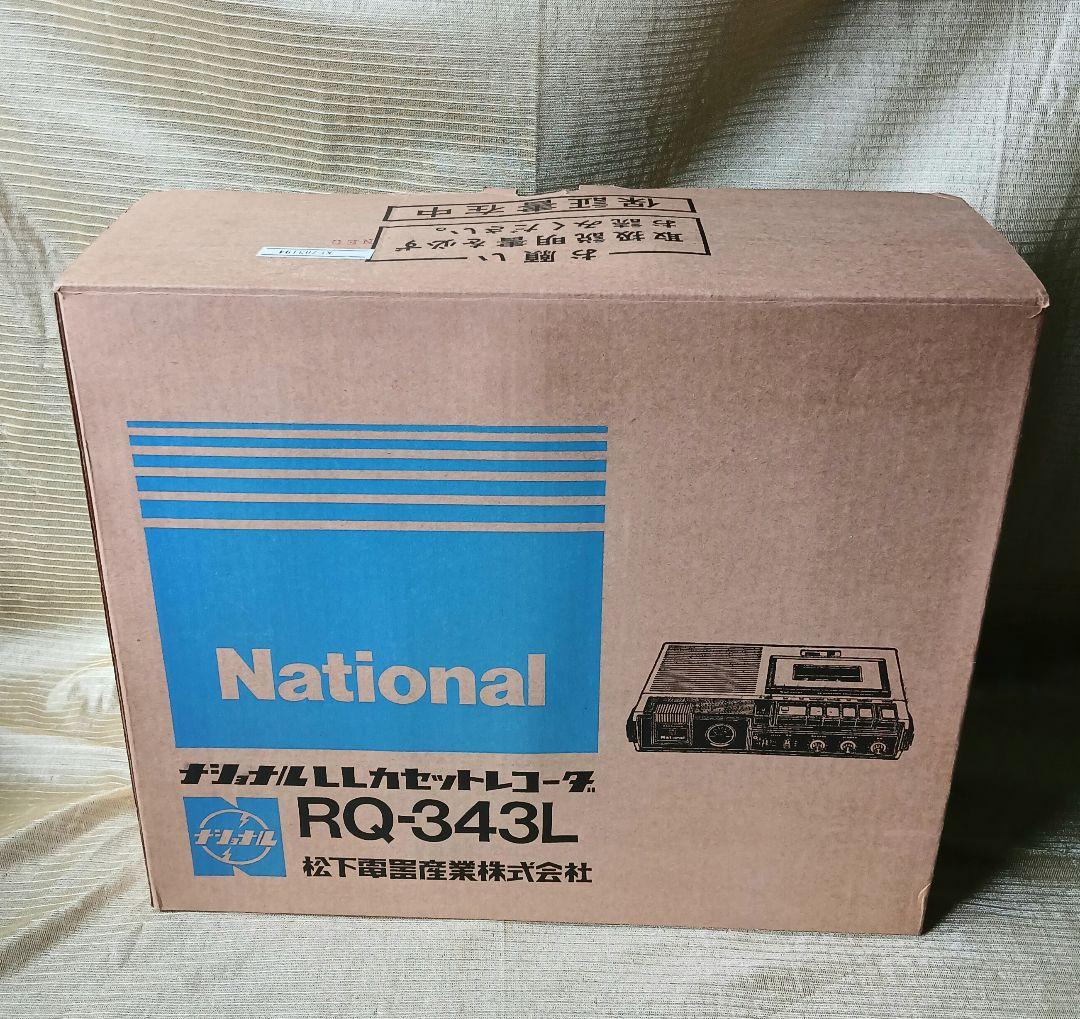 保証書在中
お願い
取扱説明書を必ず
お読みください。
National
National
ナショナルLLカセットレコーダ
ナショナル
RQ-343L
松下電器産業株式会社